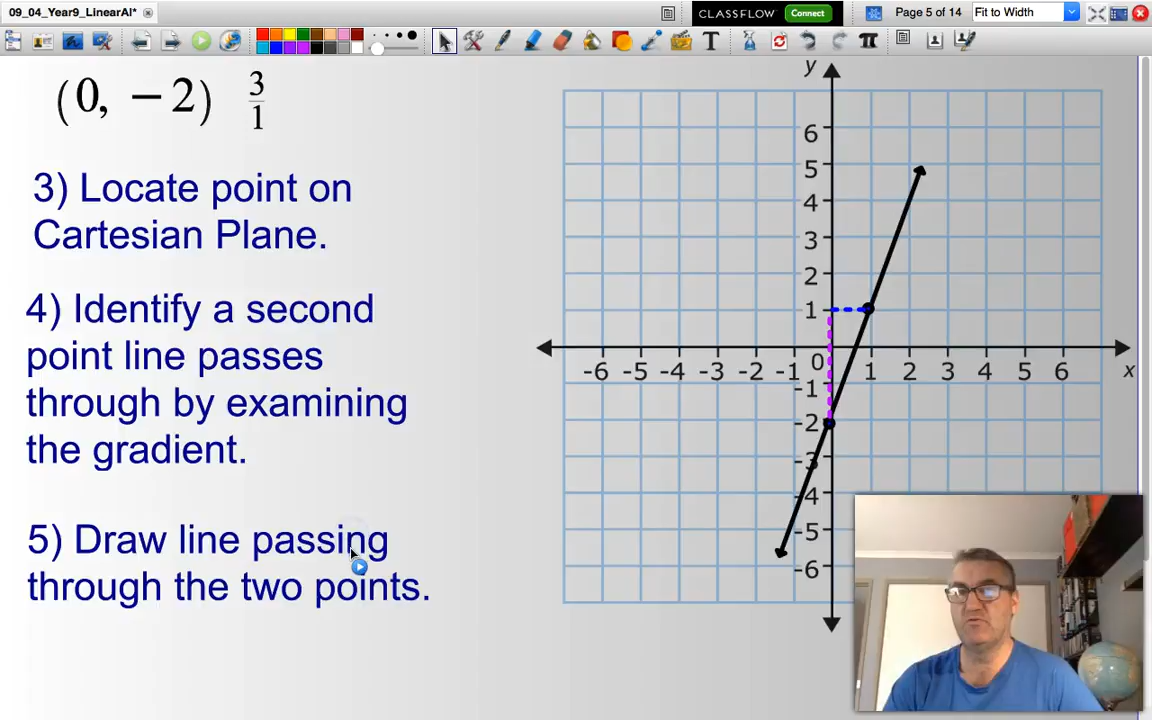 09_04_Year9_LinearAl*
CLASSFLOW Connect
Page 5 of 14
Fit to Width
(0, −2) 3/1
3) Locate point on
Cartesian Plane.
4) Identify a second
point line passes
through by examining
the gradient.
5) Draw line passing
through the two points.
y
6
5
4
3
2
1
-6 -5 -4 -3 -2 -1 0 1 2 3 4 5 6 x
-1
-2
-3
-4
-5
-6